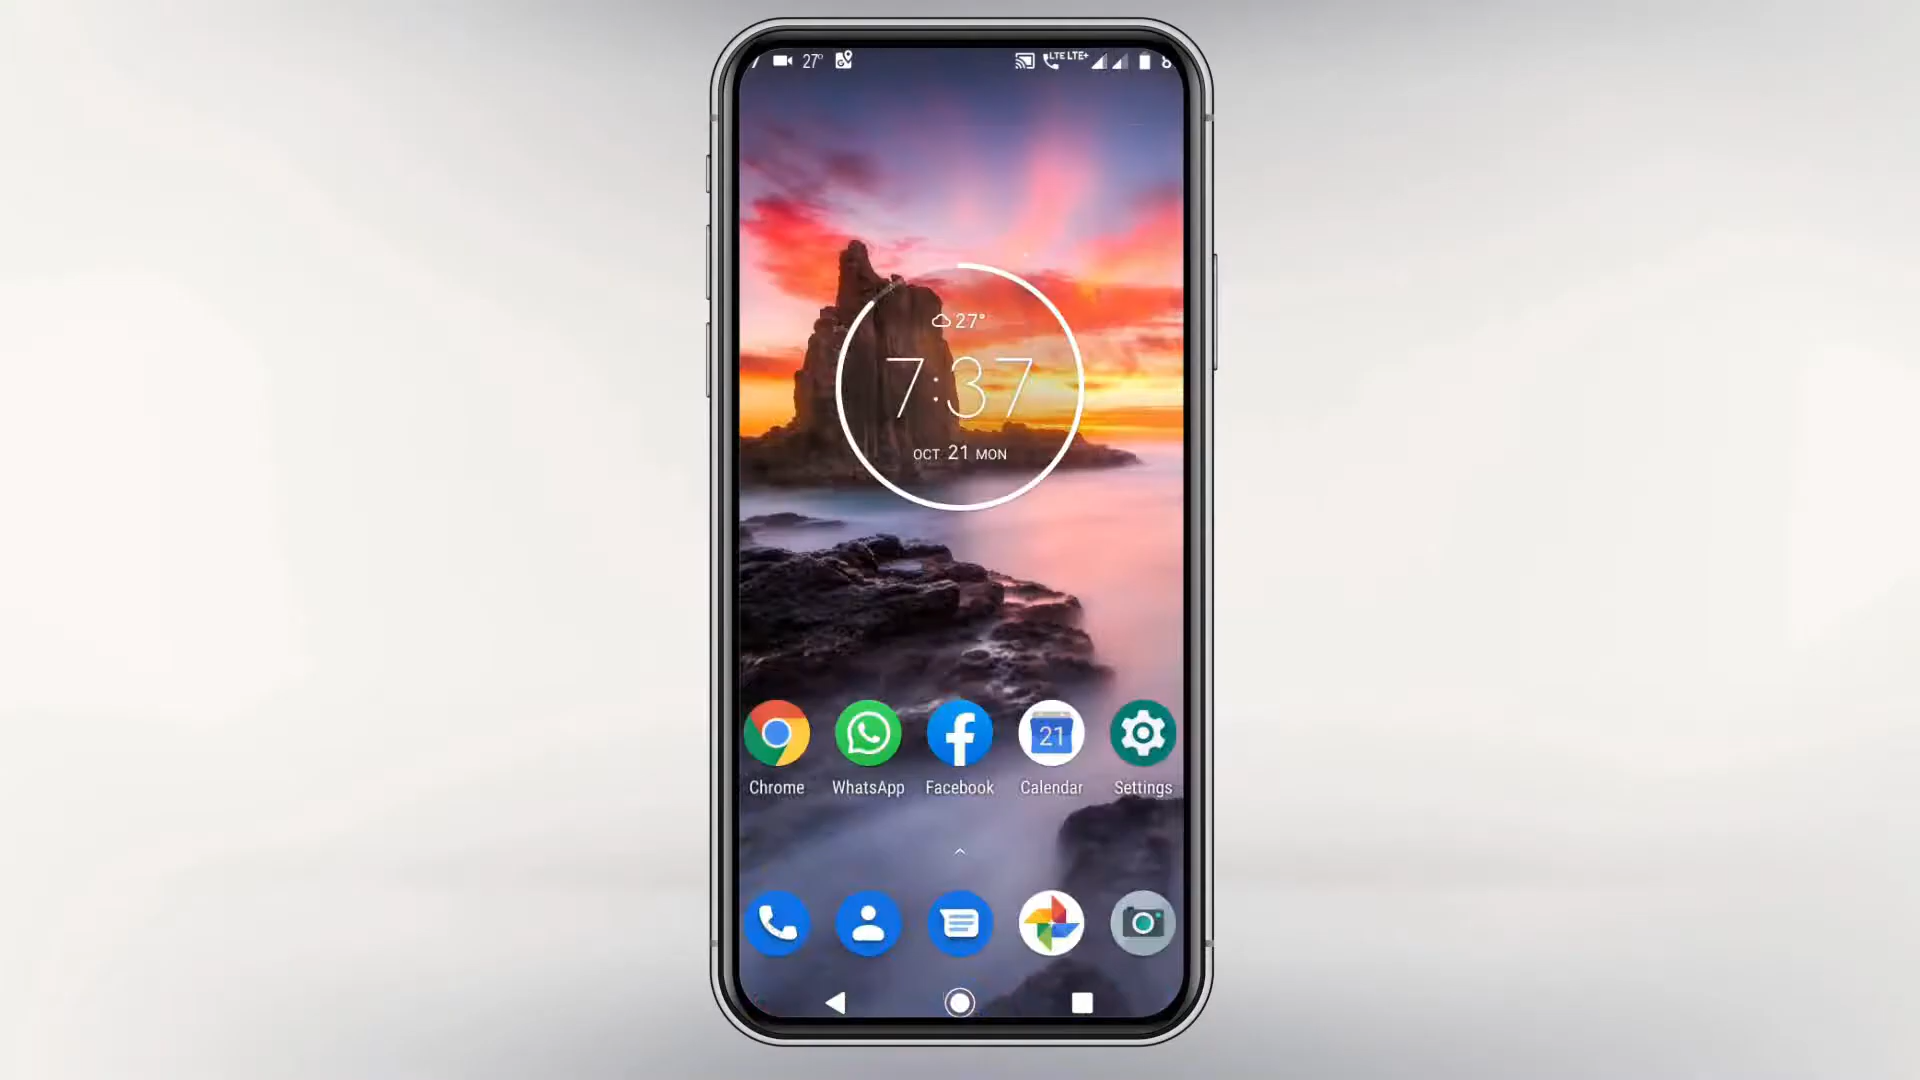 27° LTE LTE+
27°
7:37
OCT 21 MON
21
Chrome WhatsApp Facebook Calendar Settings